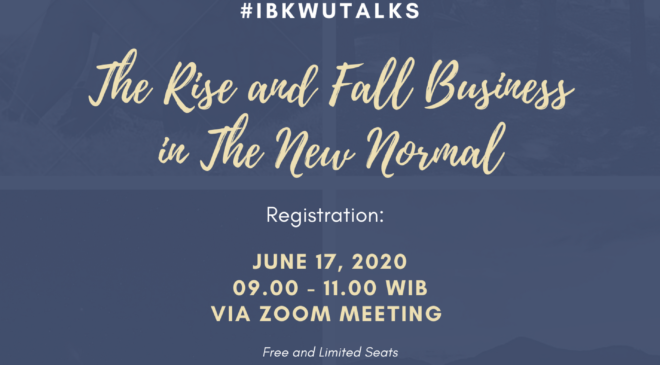 #IBKWUTALKS
The Rise and Fall Business
in The New Normal
Registration:
JUNE 17, 2020
09.00 - 11.00 WIB
VIA ZOOM MEETING
Free and Limited Seats